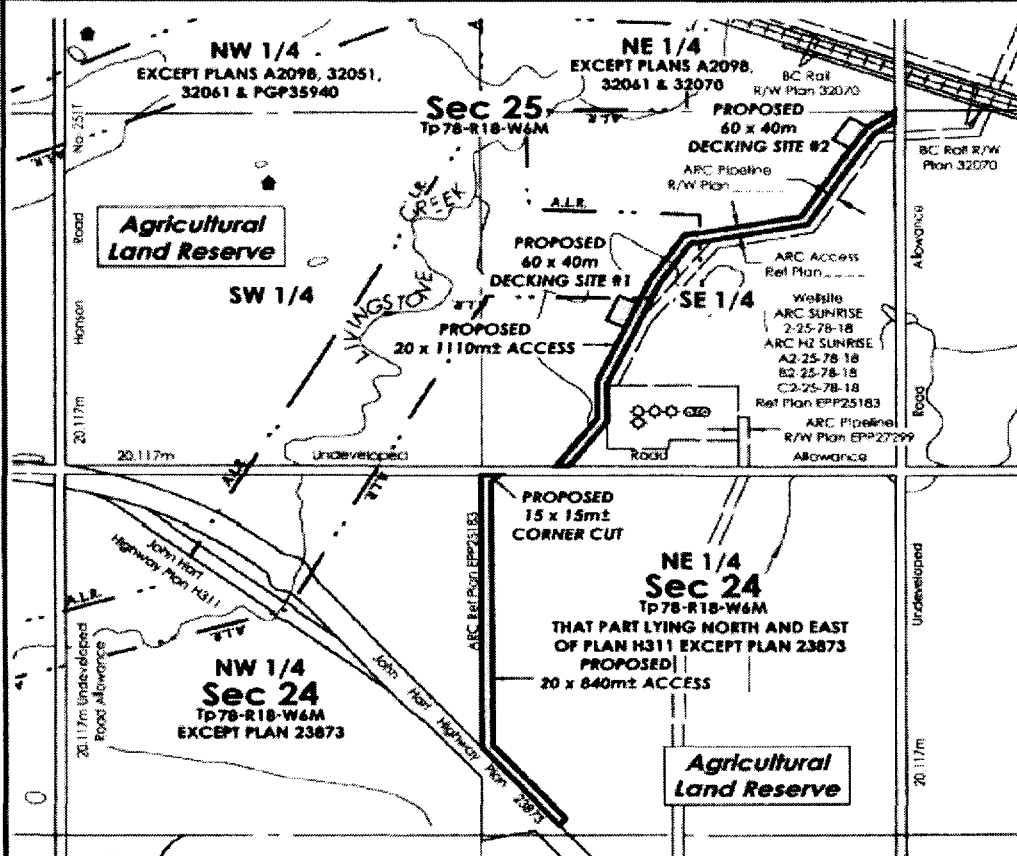 NW 1/4
EXCEPT PLANS A2098, 32051,
32061 & PGP35940
NE 1/4
EXCEPT PLANS A2098,
32061 & 32070
BC Rail
R/W Plan 32070
Sec 25
Tp 78-R18-W6M
A.L.R.
PROPOSED
60 x 40m
DECKING SITE #2
BC Rail R/W
Plan 32070
ARC Pipeline
R/W Plan
No. 251
A.L.R.
Road
Hanson
20.117m
Agricultural
Land Reserve
A.L.R.
PROPOSED
60 x 40m
DECKING SITE #1
ARC Access
Ref Plan
Allowance
SW 1/4
LIVINGSTONE
CREEK
A.L.R.
A.L.R.
SE 1/4
PROPOSED
20 x 1110m± ACCESS
Wellsite
ARC SUNRISE
2-25-78-18
ARC HZ SUNRISE
A2-25-78-18
B2-25-78-18
C2-25-78-18
Ref Plan EPP25183
Road
ARC Pipeline
R/W Plan EPP27299
20.117m
Undeveloped
Road
Allowance
A.L.R.
A.L.R.
PROPOSED
15 x 15m±
CORNER CUT
John Hart
Highway Plan H311
ARC Ref Plan EPP25183
NE 1/4
Sec 24
Tp 78-R18-W6M
THAT PART LYING NORTH AND EAST
OF PLAN H311 EXCEPT PLAN 23873
Undeveloped
A.L.R.
A.L.R.
PROPOSED
20 x 840m± ACCESS
20.117m Undeveloped
Road Allowance
NW 1/4
Sec 24
Tp 78-R18-W6M
EXCEPT PLAN 23873
John Hart Highway Plan 23873
Agricultural
Land Reserve
20.117m